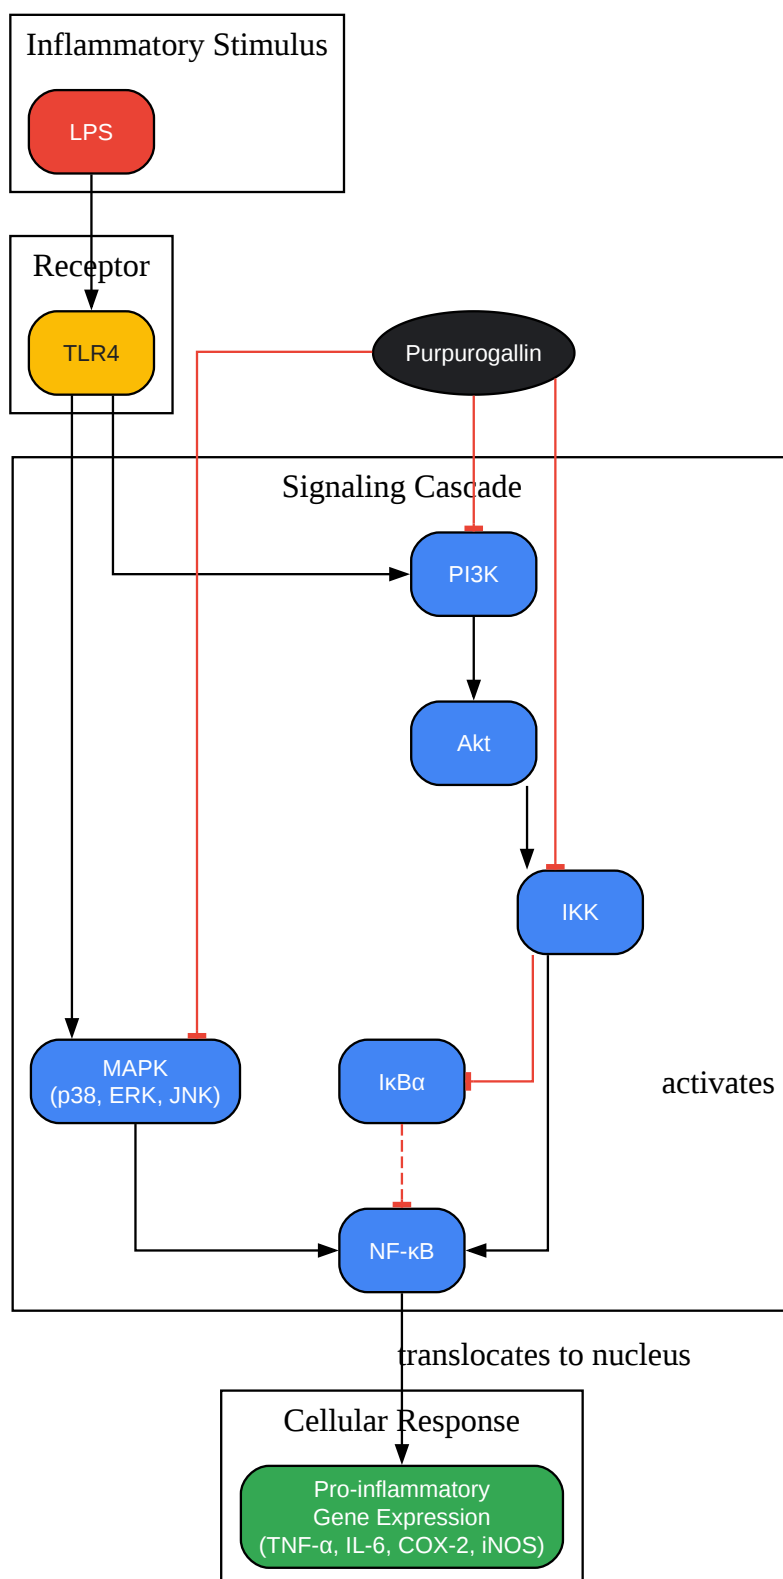 Inflammatory Stimulus
LPS
Receptor
TLR4
Purpurogallin
Signaling Cascade
PI3K
Akt
IKK
MAPK
(p38, ERK, JNK)
IκBα
activates
NF-κB
translocates to nucleus
Cellular Response
Pro-inflammatory
Gene Expression
(TNF-α, IL-6, COX-2, iNOS)